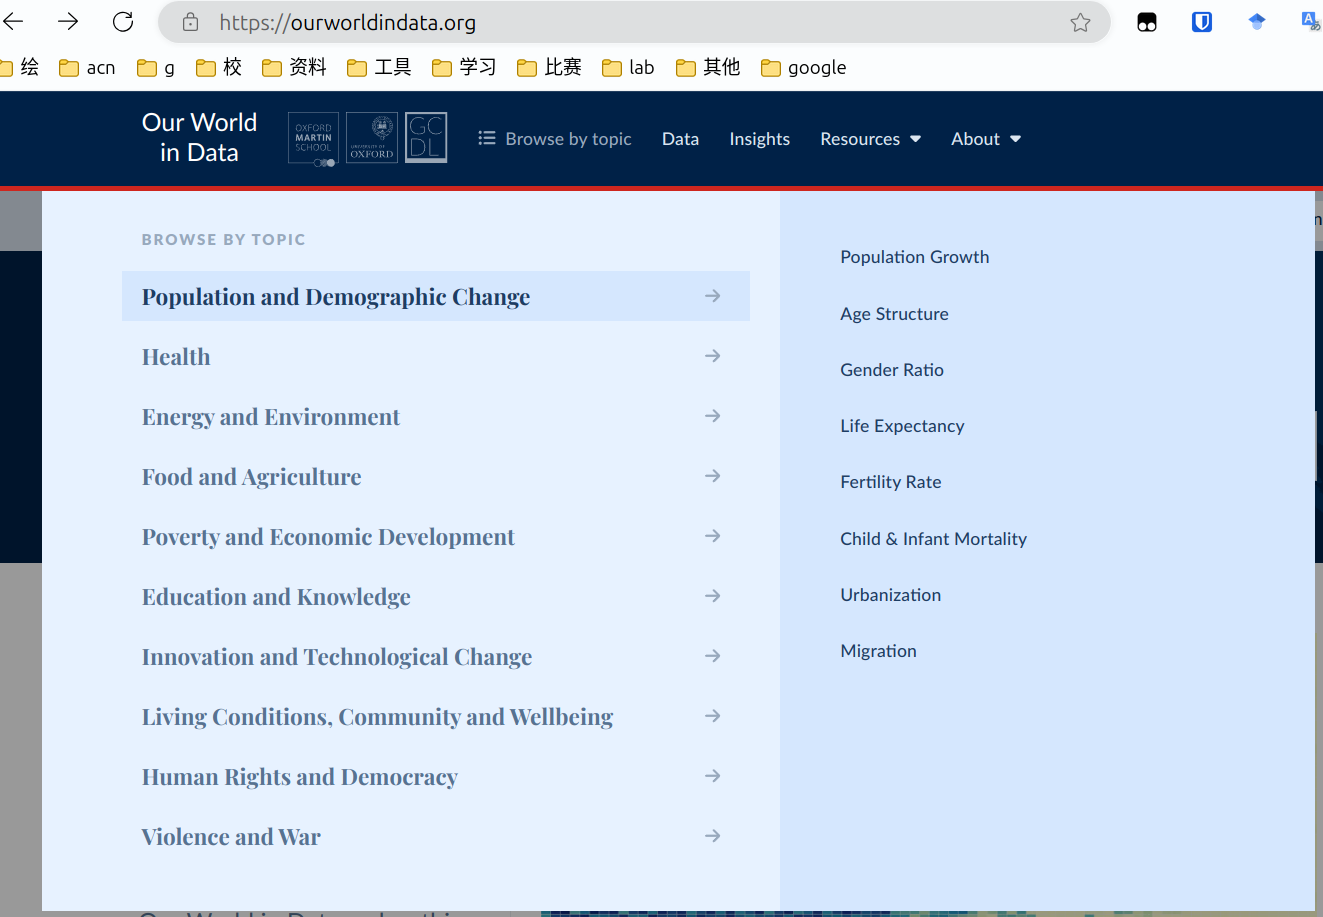 https://ourworldindata.org
绘 acn g 校 资料 工具 学习 比赛 lab 其他 google
Our World
in Data
OXFORD
MARTIN
SCHOOL
UNIVERSITY OF
OXFORD
GC
DL
Browse by topic Data Insights Resources About
BROWSE BY TOPIC
Population and Demographic Change
Health
Energy and Environment
Food and Agriculture
Poverty and Economic Development
Education and Knowledge
Innovation and Technological Change
Living Conditions, Community and Wellbeing
Human Rights and Democracy
Violence and War
Population Growth
Age Structure
Gender Ratio
Life Expectancy
Fertility Rate
Child & Infant Mortality
Urbanization
Migration